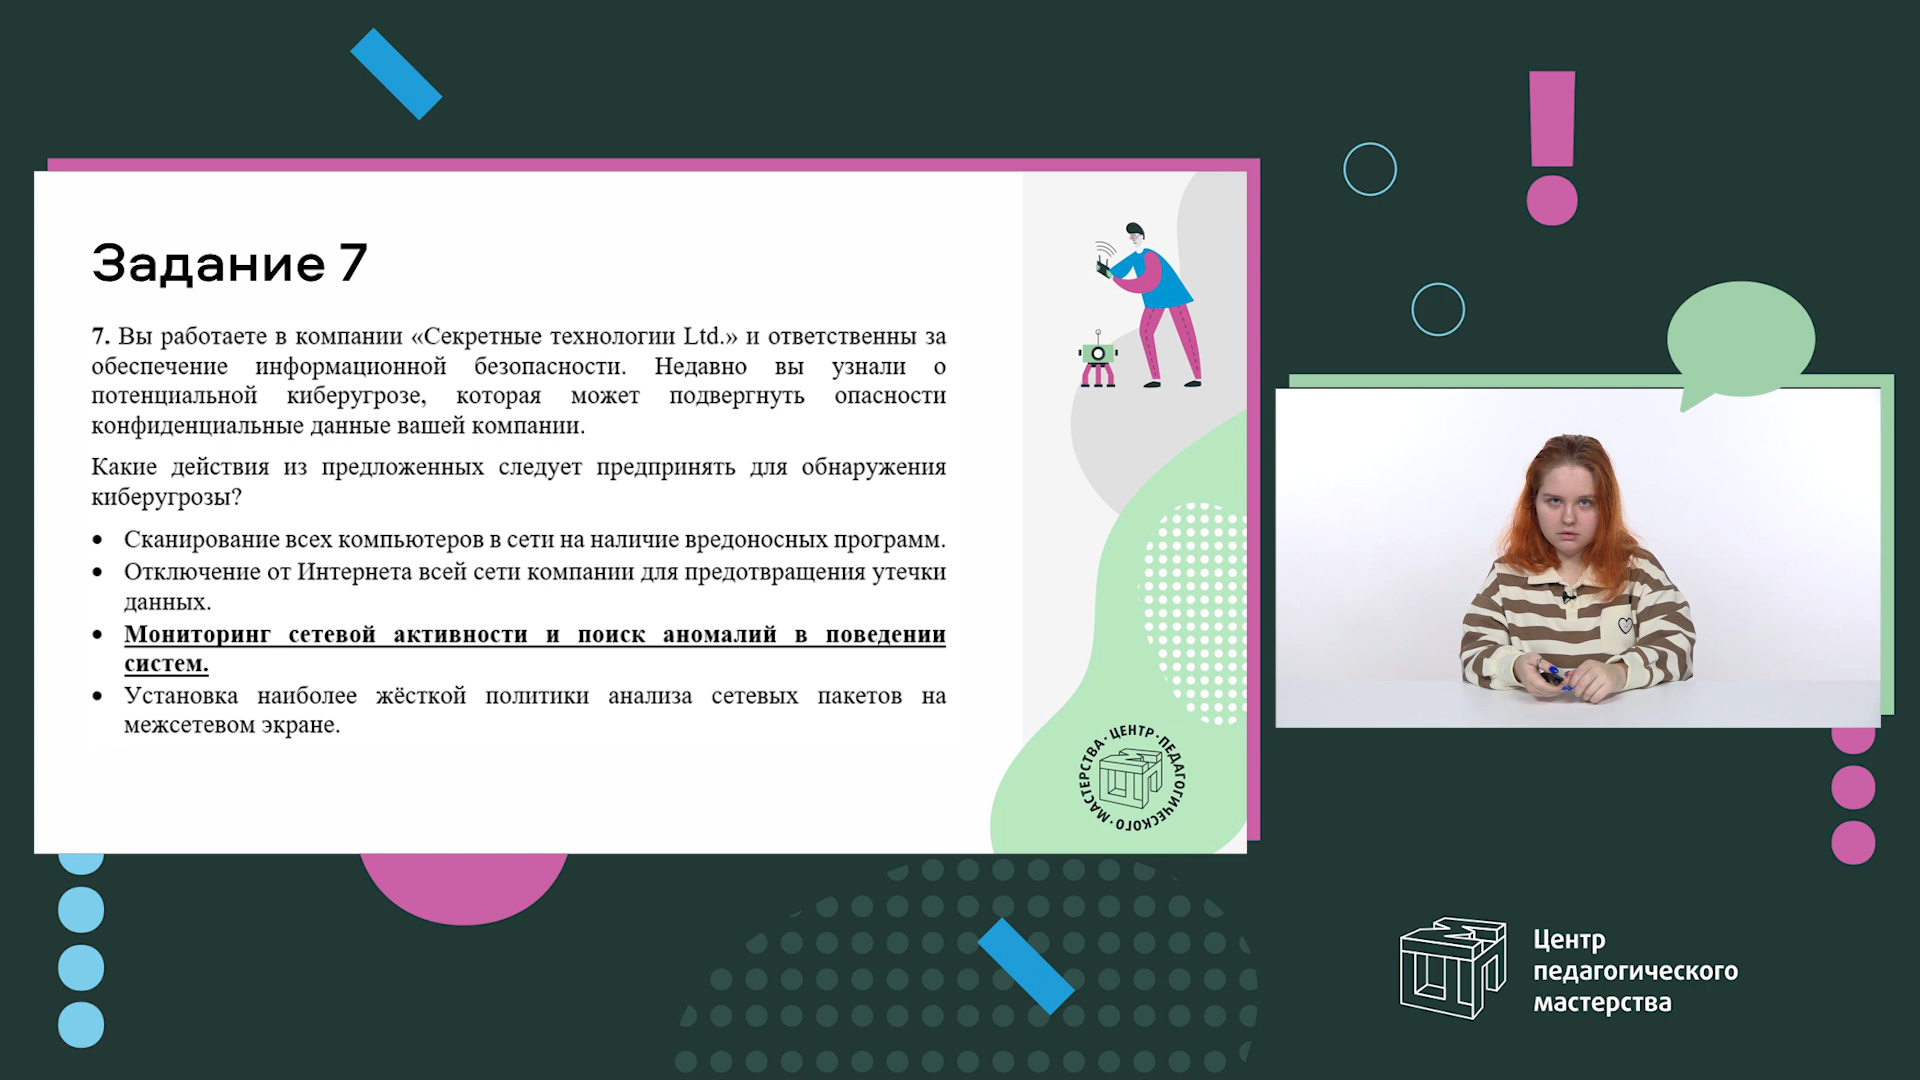 Задание 7
7. Вы работаете в компании «Секретные технологии Ltd.» и ответственны за
обеспечение информационной безопасности. Недавно вы узнали о
потенциальной киберугрозе, которая может подвергнуть опасности
конфиденциальные данные вашей компании.
Какие действия из предложенных следует предпринять для обнаружения
киберугрозы?
• Сканирование всех компьютеров в сети на наличие вредоносных программ.
• Отключение от Интернета всей сети компании для предотвращения утечки
данных.
• Мониторинг сетевой активности и поиск аномалий в поведении
систем.
• Установка наиболее жёсткой политики анализа сетевых пакетов на
межсетевом экране.
ЦЕНТР · ПЕДАГОГИЧЕСКОГО · МАСТЕРСТВА ·
Центр
педагогического
мастерства